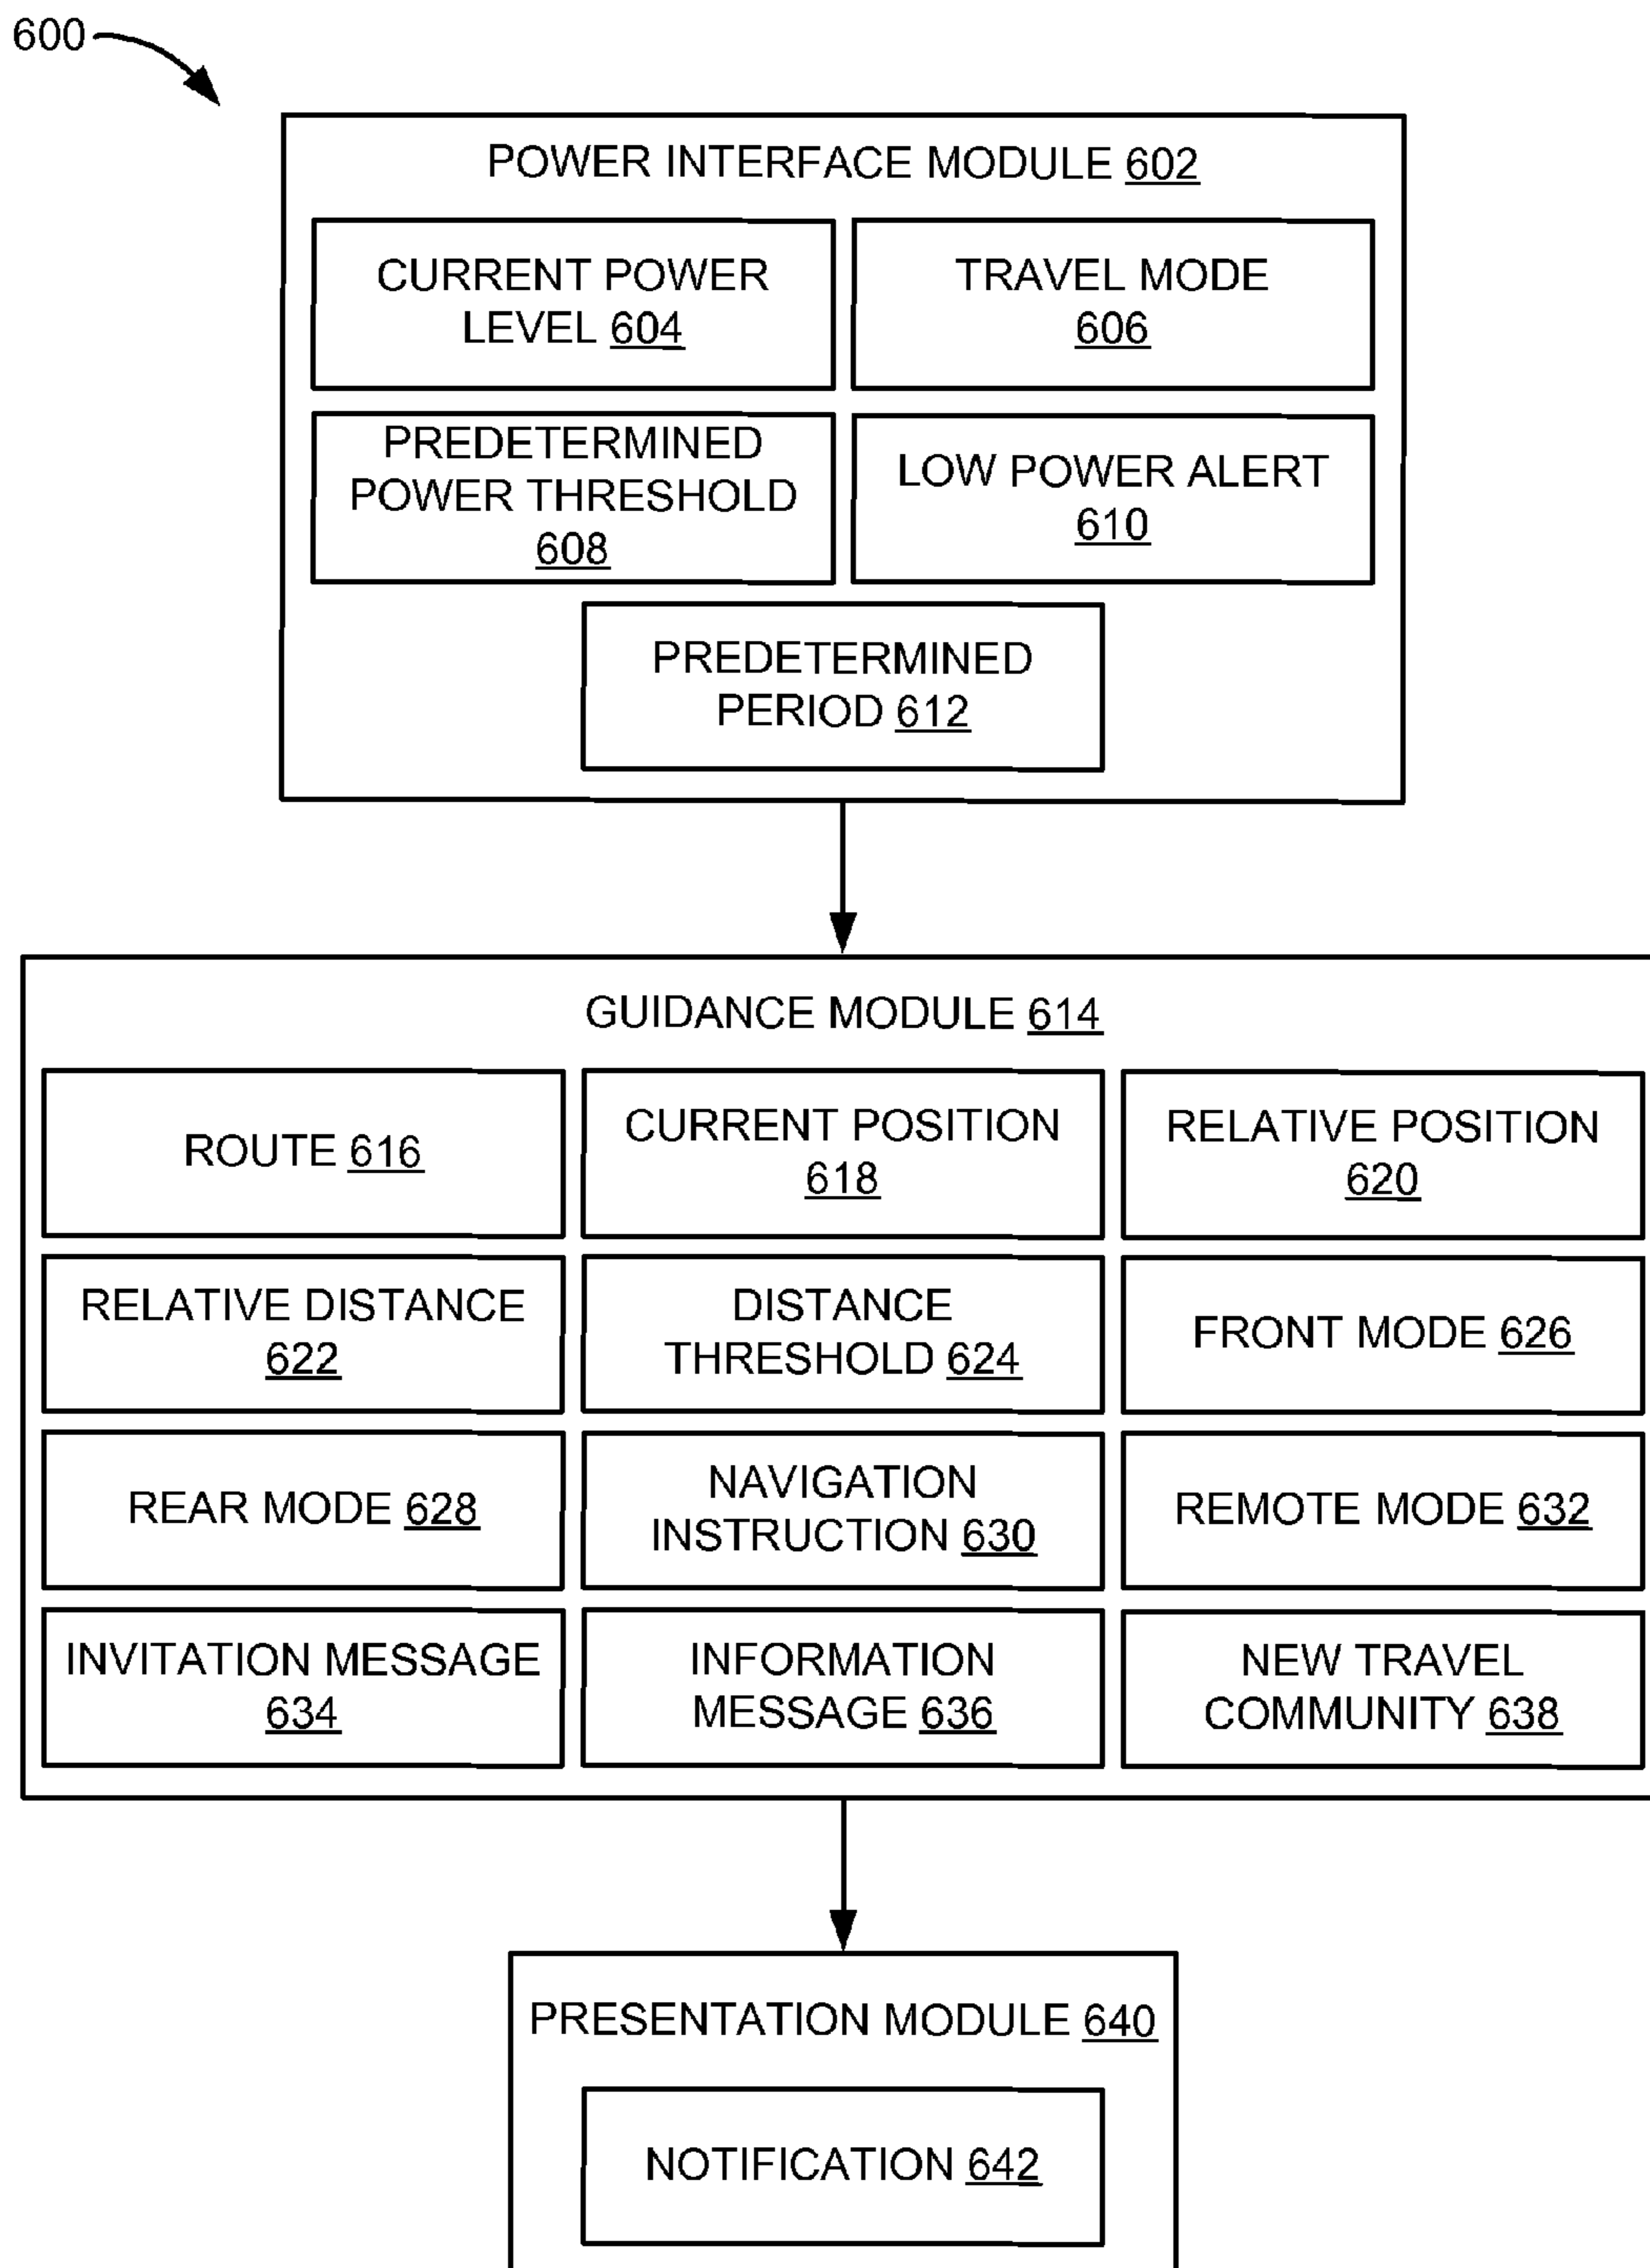 600
POWER INTERFACE MODULE 602
CURRENT POWER
LEVEL 604
TRAVEL MODE
606
PREDETERMINED
POWER THRESHOLD
608
LOW POWER ALERT
610
PREDETERMINED
PERIOD 612
GUIDANCE MODULE 614
ROUTE 616
CURRENT POSITION
618
RELATIVE POSITION
620
RELATIVE DISTANCE
622
DISTANCE
THRESHOLD 624
FRONT MODE 626
REAR MODE 628
NAVIGATION
INSTRUCTION 630
REMOTE MODE 632
INVITATION MESSAGE
634
INFORMATION
MESSAGE 636
NEW TRAVEL
COMMUNITY 638
PRESENTATION MODULE 640
NOTIFICATION 642